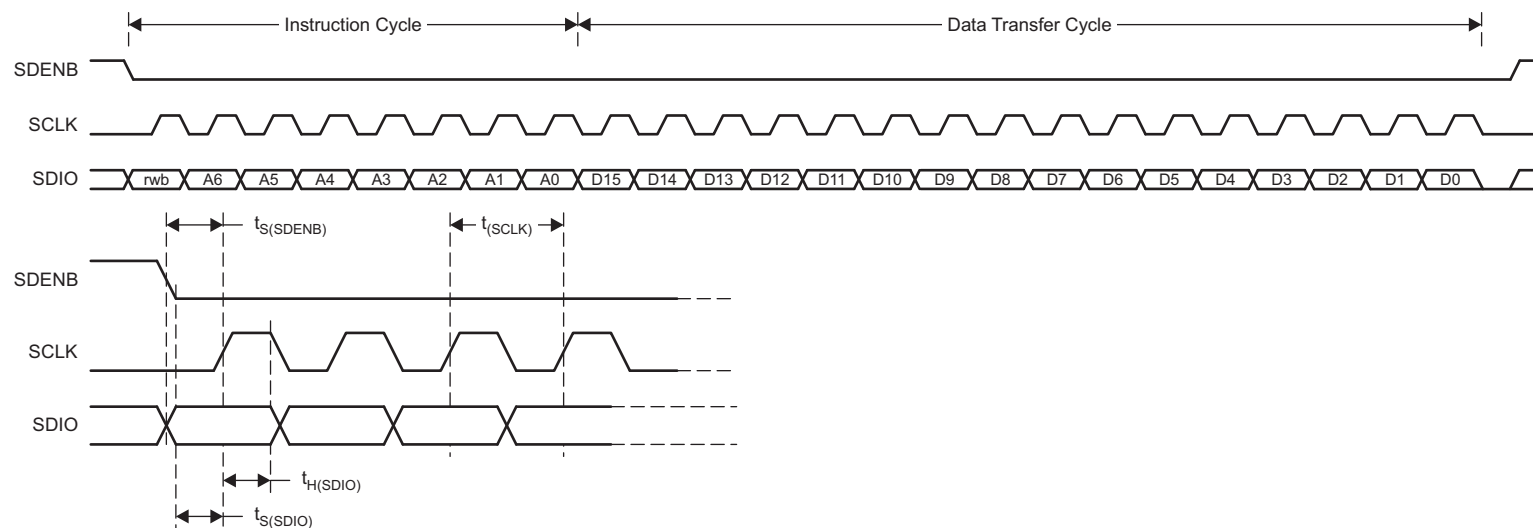 Instruction Cycle Data Transfer Cycle
SDENB
SCLK
SDIO rwb A6 A5 A4 A3 A2 A1 A0 D15 D14 D13 D12 D11 D10 D9 D8 D7 D6 D5 D4 D3 D2 D1 D0
tS(SDENB) t(SCLK)
SDENB
SCLK
SDIO
tH(SDIO)
tS(SDIO)